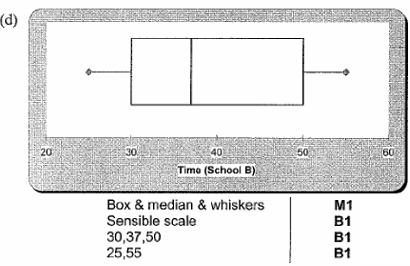 (d)
20 30 40 50 60
Time (School B)
Box & median & whiskers M1
Sensible scale B1
30,37,50 B1
25,55 B1